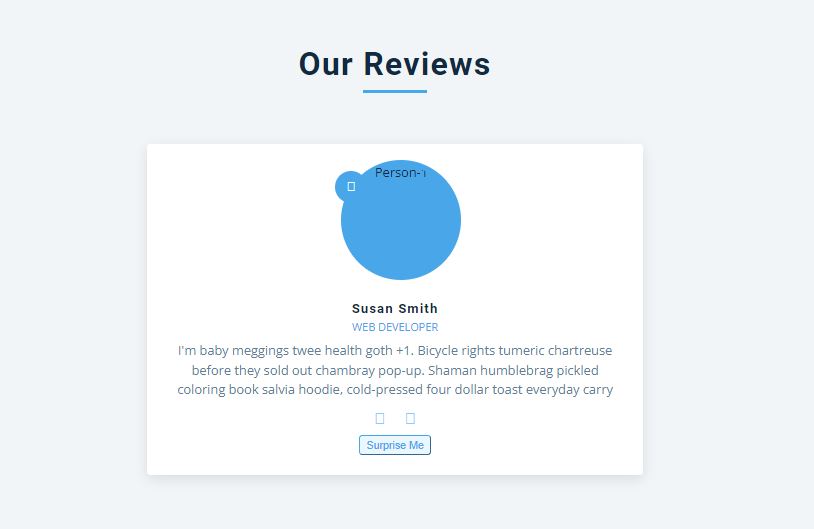 Our Reviews
Person-1
Susan Smith
WEB DEVELOPER
I'm baby meggings twee health goth +1. Bicycle rights tumeric chartreuse
before they sold out chambray pop-up. Shaman humblebrag pickled
coloring book salvia hoodie, cold-pressed four dollar toast everyday carry
Surprise Me